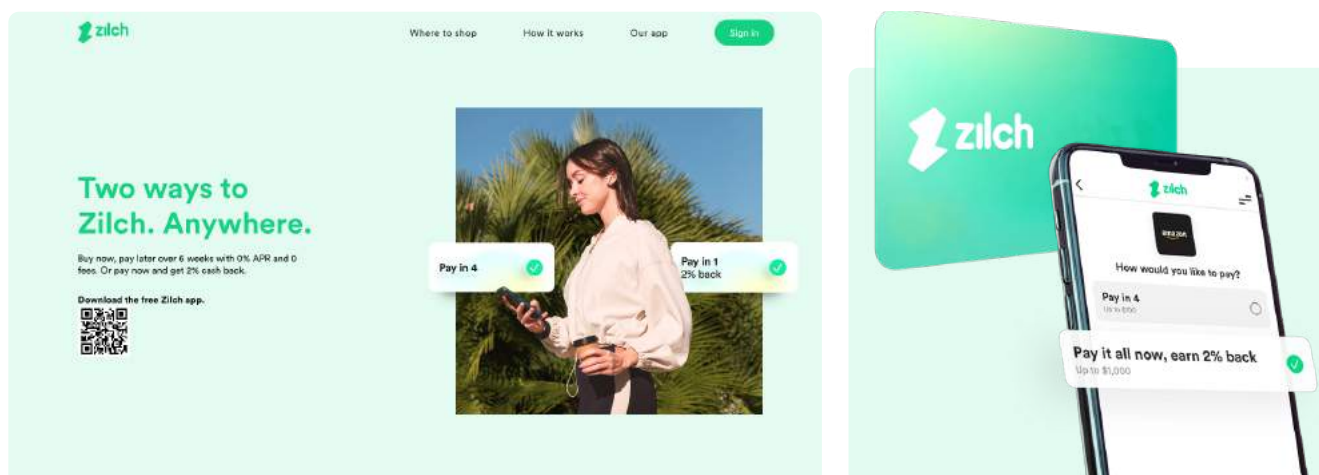 zilch
Where to shop
How it works
Our app
Sign in
Two ways to
Zilch. Anywhere.
Buy now, pay later over 6 weeks with 0% APR and 0
fees. Or pay now and get 2% cash back.
Download the free Zilch app.
Pay in 4
Pay in 1
2% back
zilch
zilch
amazon
How would you like to pay?
Pay in 4
Up to
Pay it all now, earn 2% back
Up to $1,000